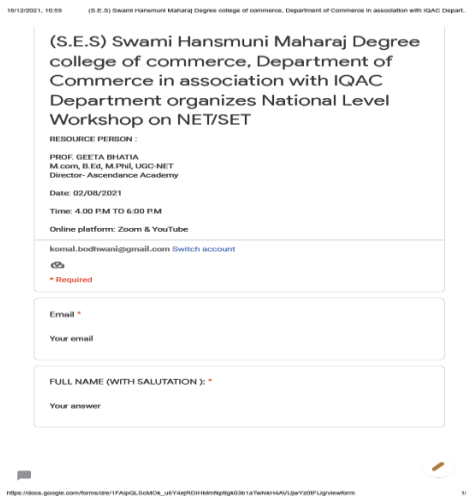 16/12/2021, 10:59
(S.E.S) Swami Hansmuni Maharaj Degree college of commerce, Department of Commerce in association with IQAC Depart...
(S.E.S) Swami Hansmuni Maharaj Degree
college of commerce, Department of
Commerce in association with IQAC
Department organizes National Level
Workshop on NET/SET
RESOURCE PERSON :
PROF. GEETA BHATIA
M.com, B.Ed, M.Phil, UGC-NET
Director- Ascendance Academy
Date: 02/08/2021
Time: 4.00 P.M TO 6:00 P.M
Online platform: Zoom & YouTube
komal.bodhwani@gmail.com Switch account
* Required
Email *
Your email
FULL NAME (WITH SALUTATION ): *
Your answer